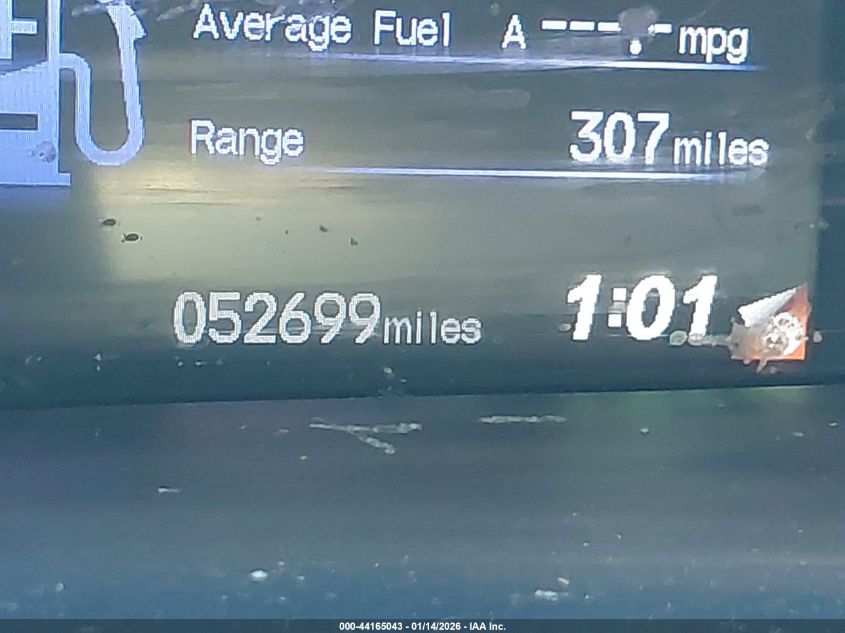 Average Fuel A ---.- mpg
Range 307 miles
052699 miles 1:01
000-44165043 - 01/14/2026 - IAA Inc.